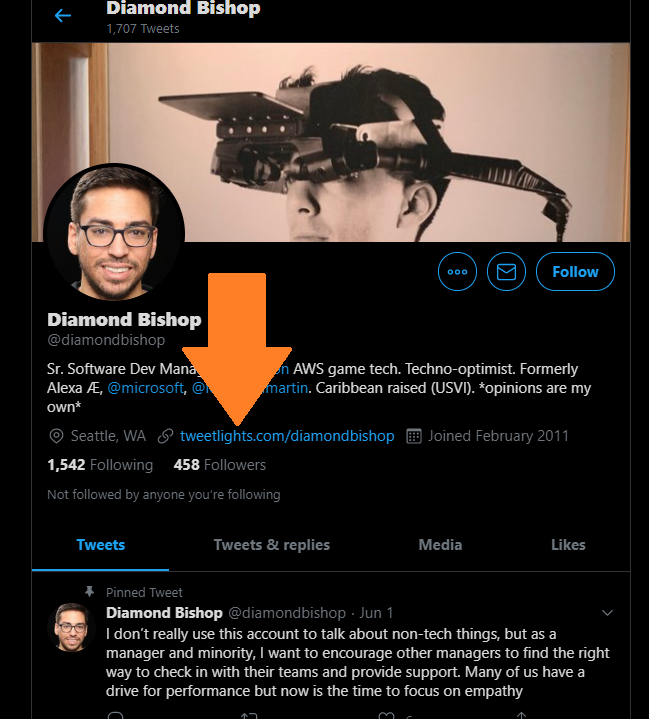 Diamond Bishop
1,707 Tweets
Follow
Diamond Bishop
@diamondbishop
Sr. Software Dev AWS game tech. Techno-optimist. Formerly
Alexa Æ, @microsoft, . Caribbean raised (USVI). *opinions are my
own*
Seattle, WA tweetlights.com/diamondbishop Joined February 2011
1,542 Following 458 Followers
Not followed by anyone you're following
Tweets Tweets & replies Media Likes
Pinned Tweet
Diamond Bishop @diamondbishop · Jun 1
I don't really use this account to talk about non-tech things, but as a
manager and minority, I want to encourage other managers to find the right
way to check in with their teams and provide support. Many of us have a
drive for performance but now is the time to focus on empathy